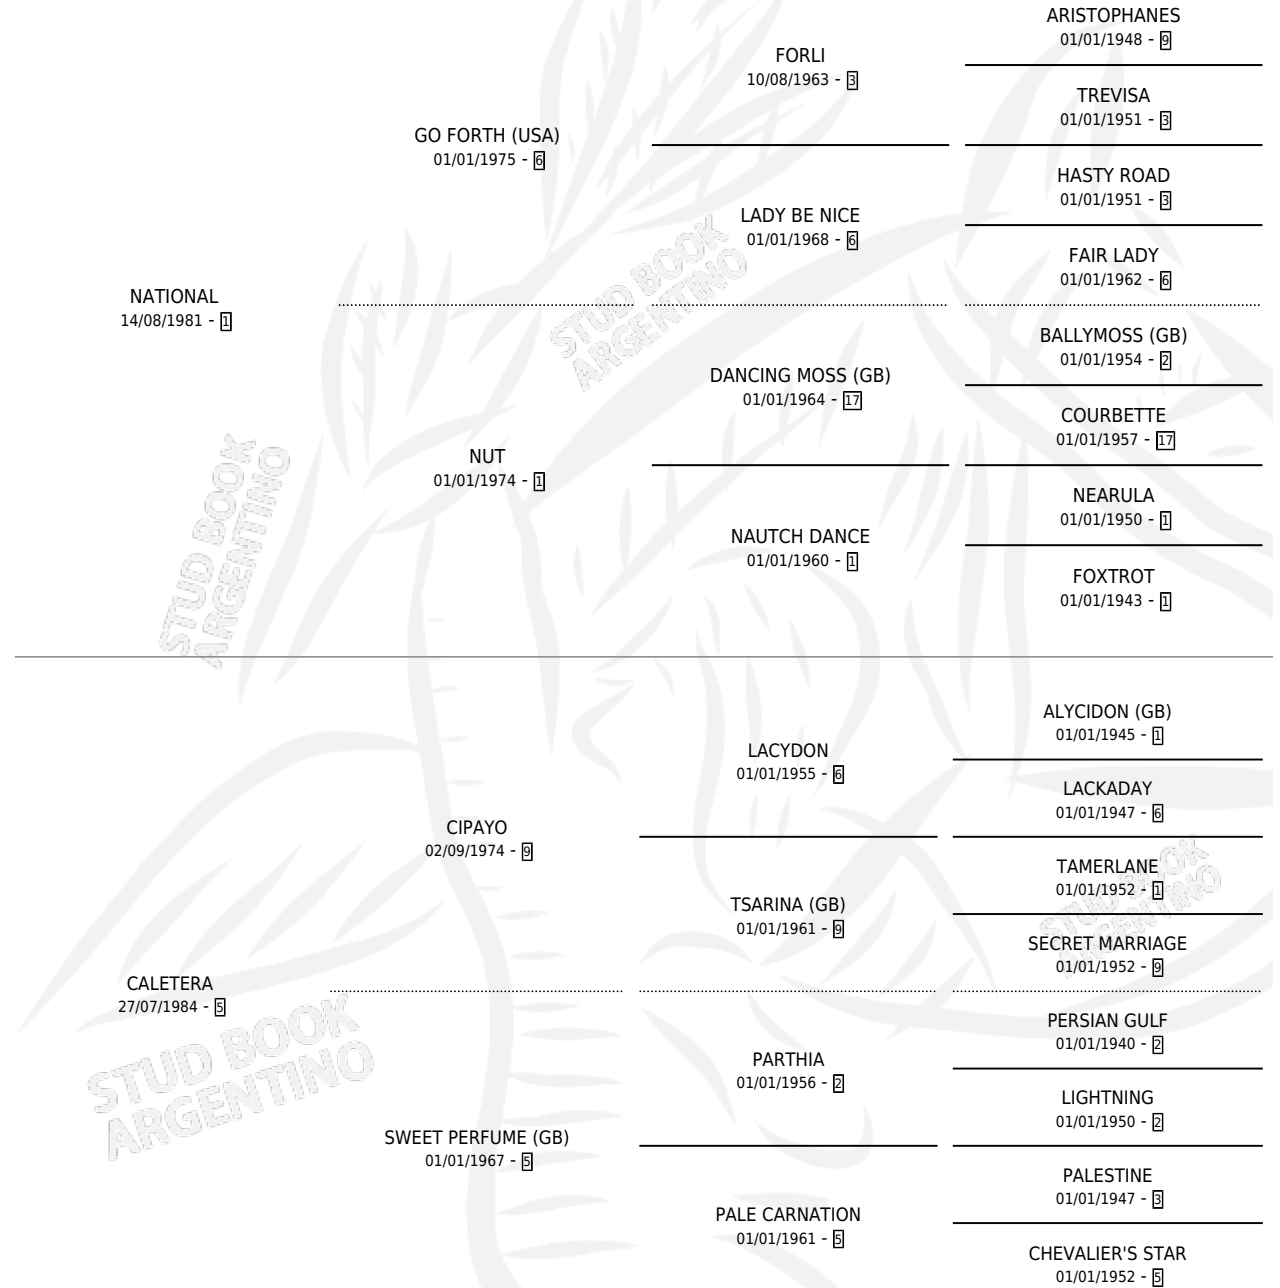 ARISTOPHANES
01/01/1948 - 9
FORLI
10/08/1963 - 3
TREVISA
01/01/1951 - 3
GO FORTH (USA)
01/01/1975 - 6
HASTY ROAD
01/01/1951 - 3
LADY BE NICE
01/01/1968 - 6
FAIR LADY
01/01/1962 - 6
NATIONAL
14/08/1981 - 1
BALLYMOSS (GB)
01/01/1954 - 2
DANCING MOSS (GB)
01/01/1964 - 17
COURBETTE
01/01/1957 - 17
NUT
01/01/1974 - 1
NEARULA
01/01/1950 - 1
NAUTCH DANCE
01/01/1960 - 1
FOXTROT
01/01/1943 - 1
STUD BOOK
ARGENTINO
STUD BOOK
ARGENTINO
ALYCIDON (GB)
01/01/1945 - 1
LACYDON
01/01/1955 - 6
LACKADAY
01/01/1947 - 6
CIPAYO
02/09/1974 - 9
TAMERLANE
01/01/1952 - 1
TSARINA (GB)
01/01/1961 - 9
SECRET MARRIAGE
01/01/1952 - 9
CALETERA
27/07/1984 - 5
PERSIAN GULF
01/01/1940 - 2
PARTHIA
01/01/1956 - 2
LIGHTNING
01/01/1950 - 2
SWEET PERFUME (GB)
01/01/1967 - 5
PALESTINE
01/01/1947 - 3
PALE CARNATION
01/01/1961 - 5
CHEVALIER'S STAR
01/01/1952 - 5
STUD BOOK
ARGENTINO
STUD BOOK
ARGENTINO